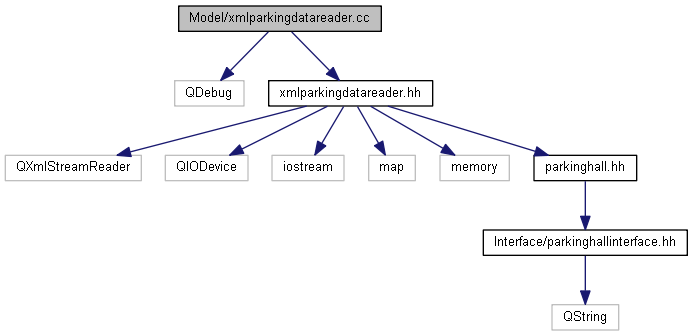 Model/xmlparkingdatareader.cc
QDebug
xmlparkingdatareader.hh
QXmlStreamReader
QIODevice
iostream
map
memory
parkinghall.hh
Interface/parkinghallinterface.hh
QString